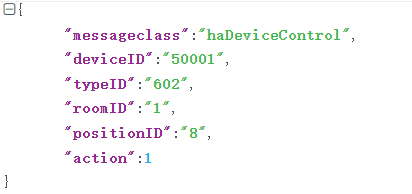 {
"messageclass":"haDeviceControl",
"deviceID":"50001",
"typeID":"602",
"roomID":"1",
"positionID":"8",
"action":1
}